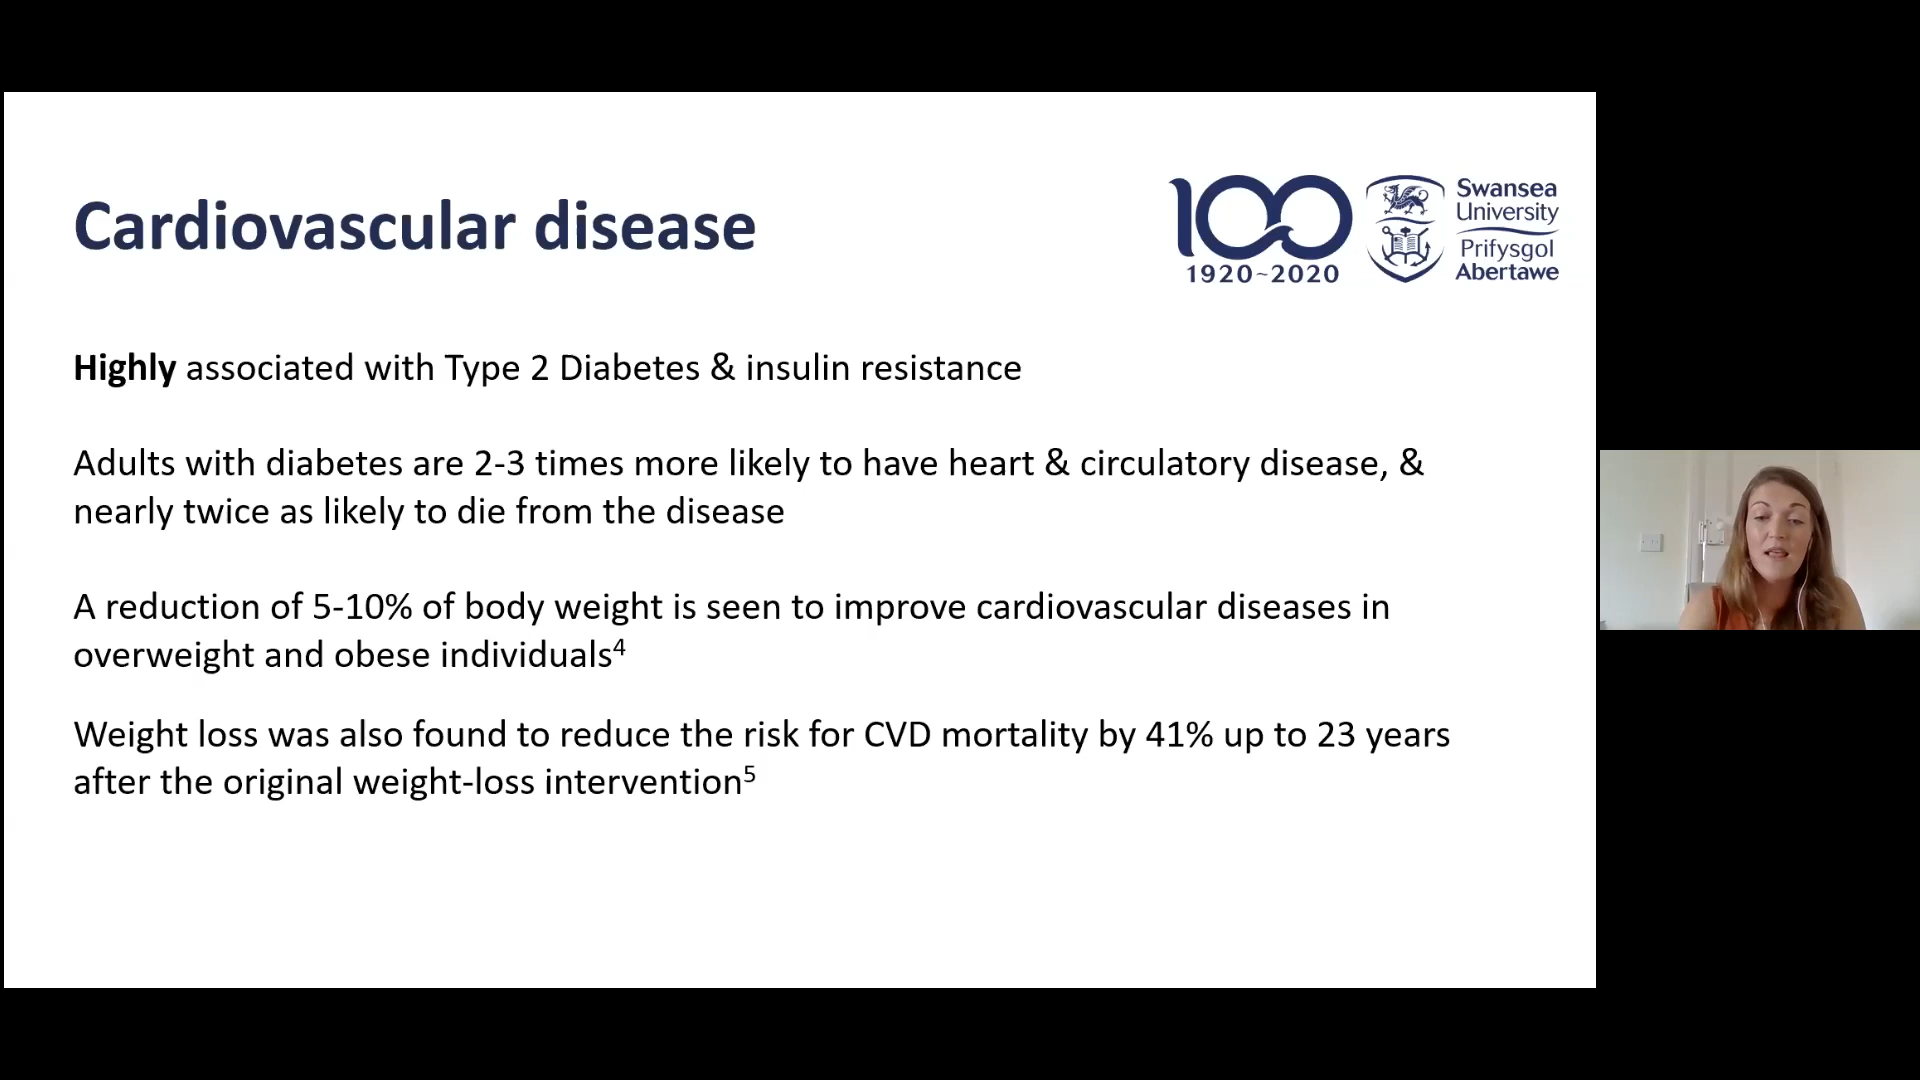 Cardiovascular disease
100
1920~2020
Swansea
University
Prifysgol
Abertawe
Highly associated with Type 2 Diabetes & insulin resistance
Adults with diabetes are 2-3 times more likely to have heart & circulatory disease, &
nearly twice as likely to die from the disease
A reduction of 5-10% of body weight is seen to improve cardiovascular diseases in
overweight and obese individuals⁴
Weight loss was also found to reduce the risk for CVD mortality by 41% up to 23 years
after the original weight-loss intervention⁵